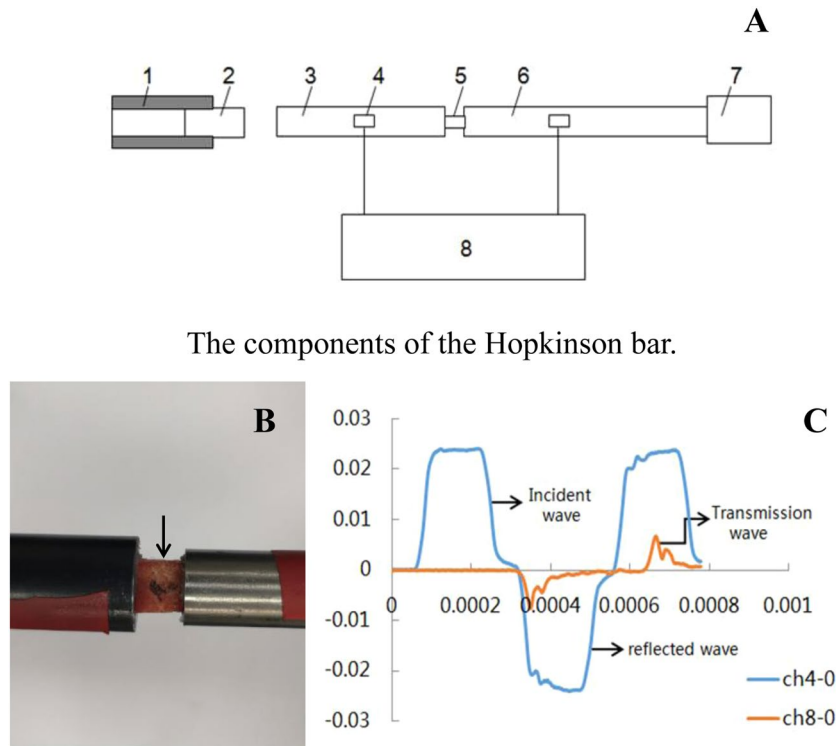 A
1 2 3 4 5 6 7
8
The components of the Hopkinson bar.
B
C
0.03
0.02
0.01
0
-0.01
-0.02
-0.03
0 0.0002 0.0004 0.0006 0.0008 0.001
Incident
wave
Transmission
wave
reflected wave
ch4-0
ch8-0